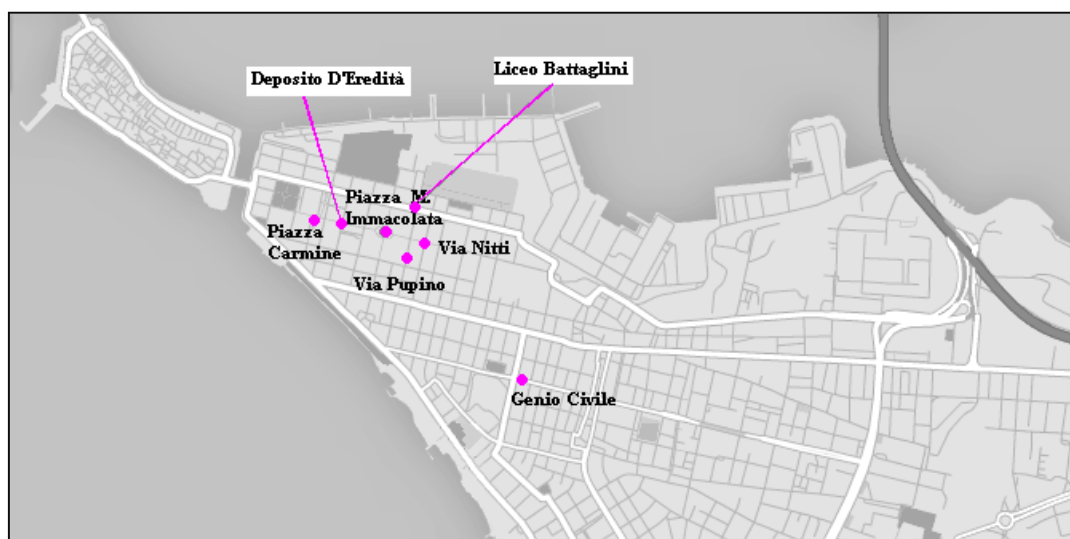 Liceo Battaglini
Deposito D'Eredità
Piazza M.
Immacolata
Piazza
Carmine
Via Nitti
Via Pupino
Genio Civile